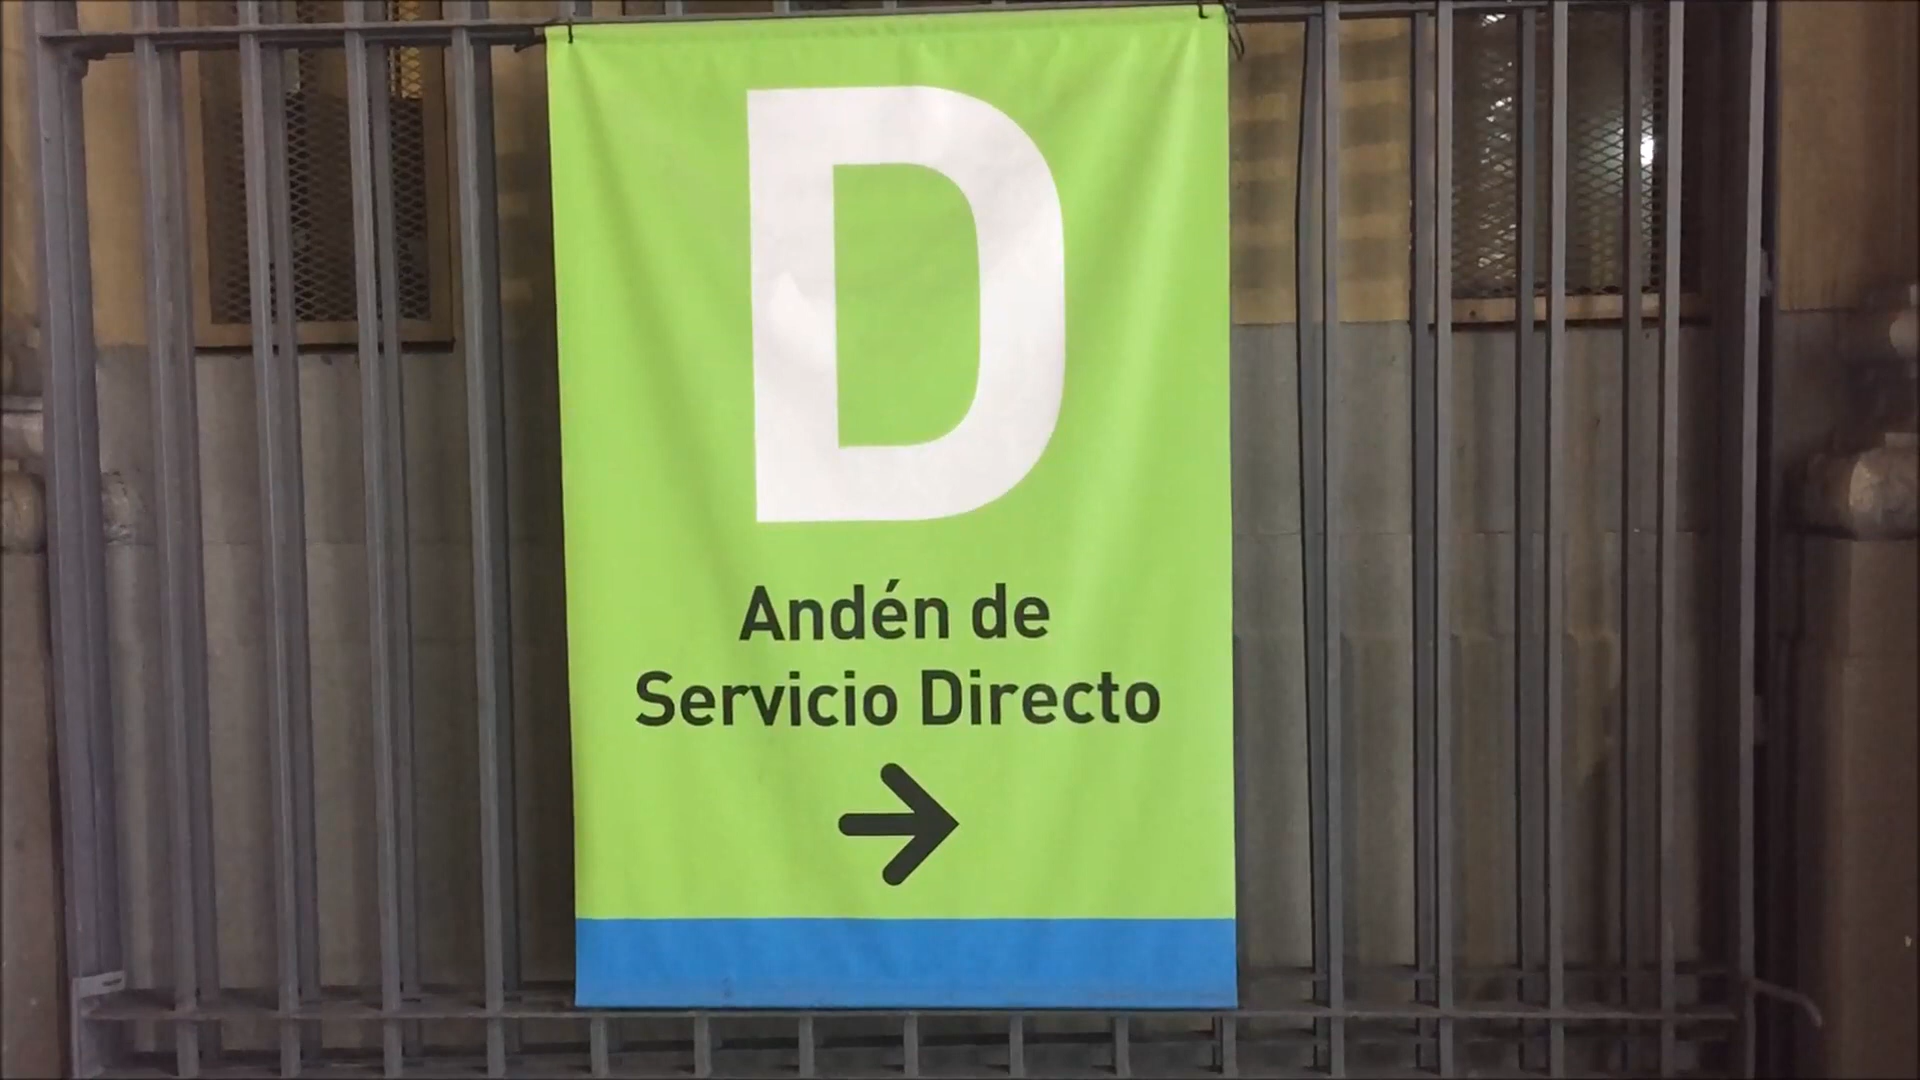 D
Andén de
Servicio Directo
→